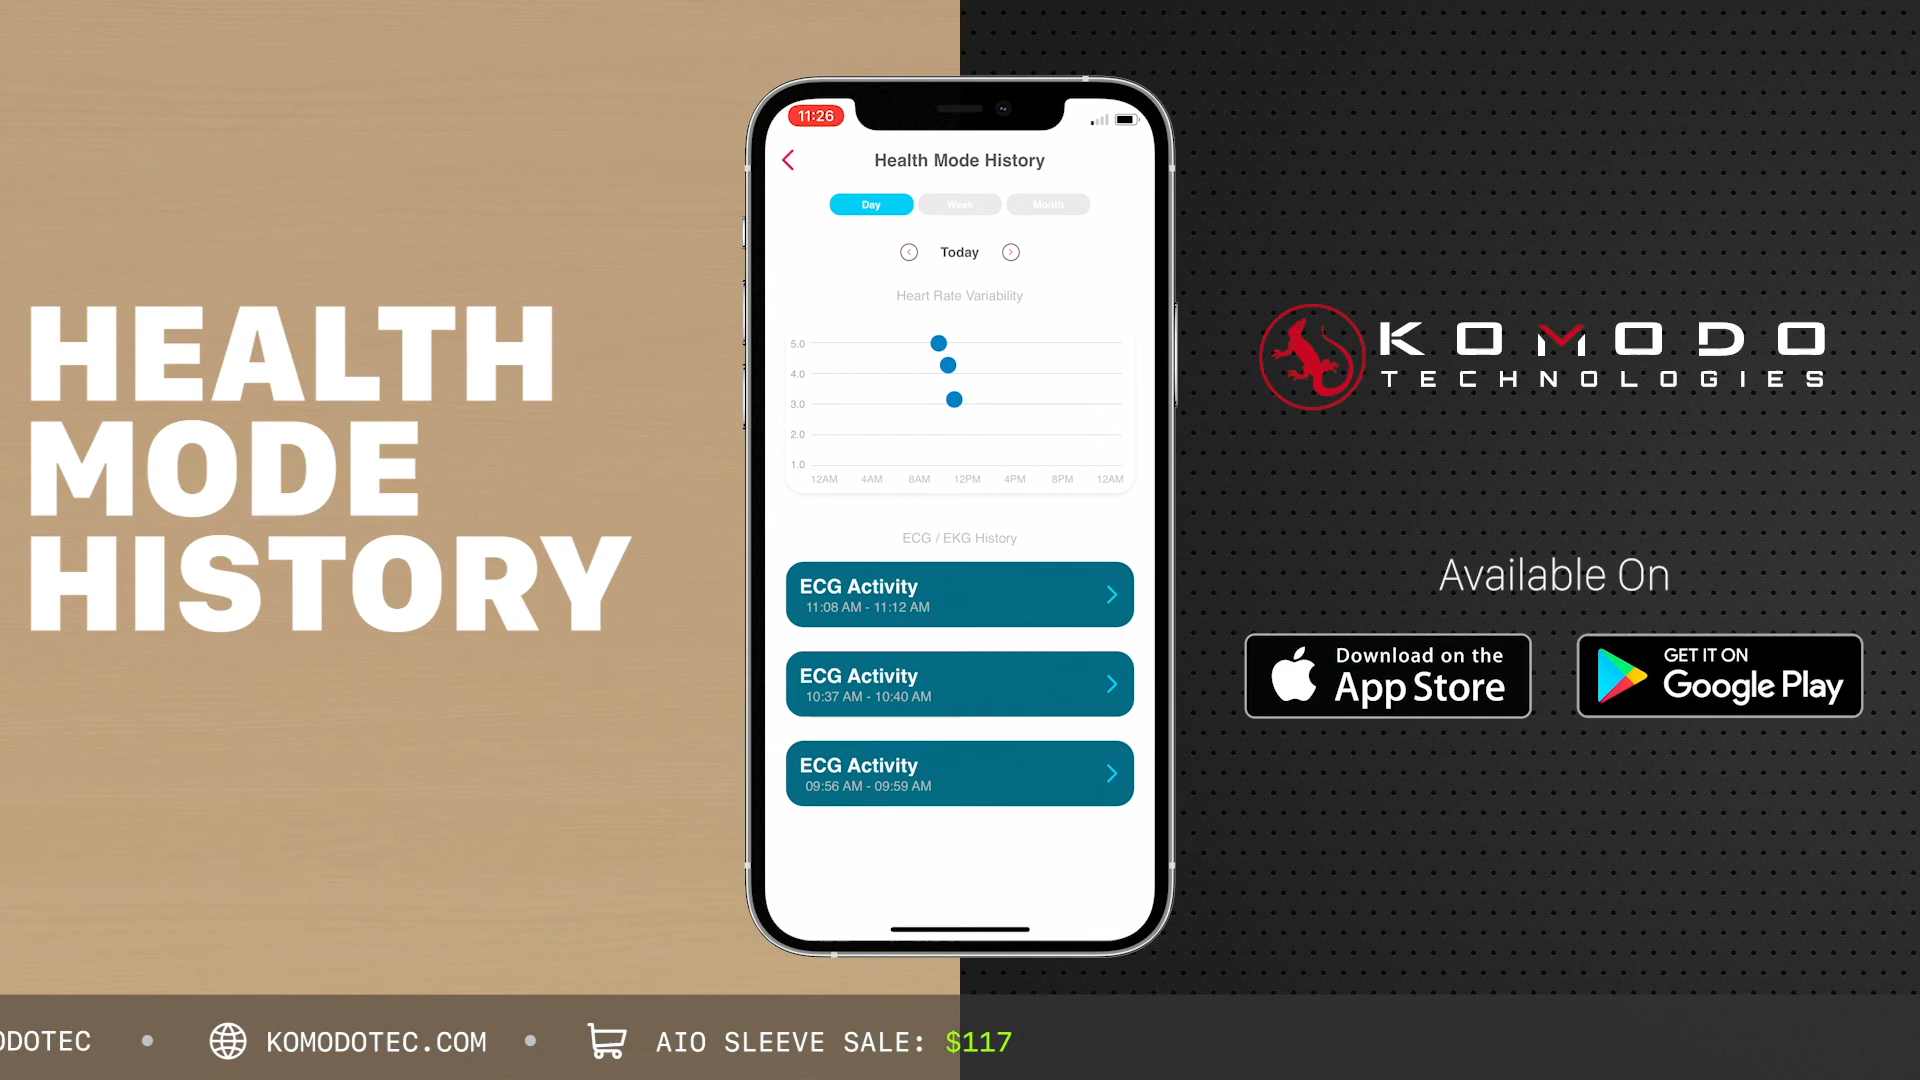 HEALTH
MODE
HISTORY
11:26
Health Mode History
Day Week Month
Today
Heart Rate Variability
5.0
4.0
3.0
2.0
1.0
12AM 4AM 8AM 12PM 4PM 8PM 12AM
ECG / EKG History
ECG Activity
11:08 AM - 11:12 AM
ECG Activity
10:37 AM - 10:40 AM
ECG Activity
09:56 AM - 09:59 AM
KOMODO
TECHNOLOGIES
Available On
Download on the
App Store
GET IT ON
Google Play
ODOTEC • KOMODOTEC.COM • AIO SLEEVE SALE: $117